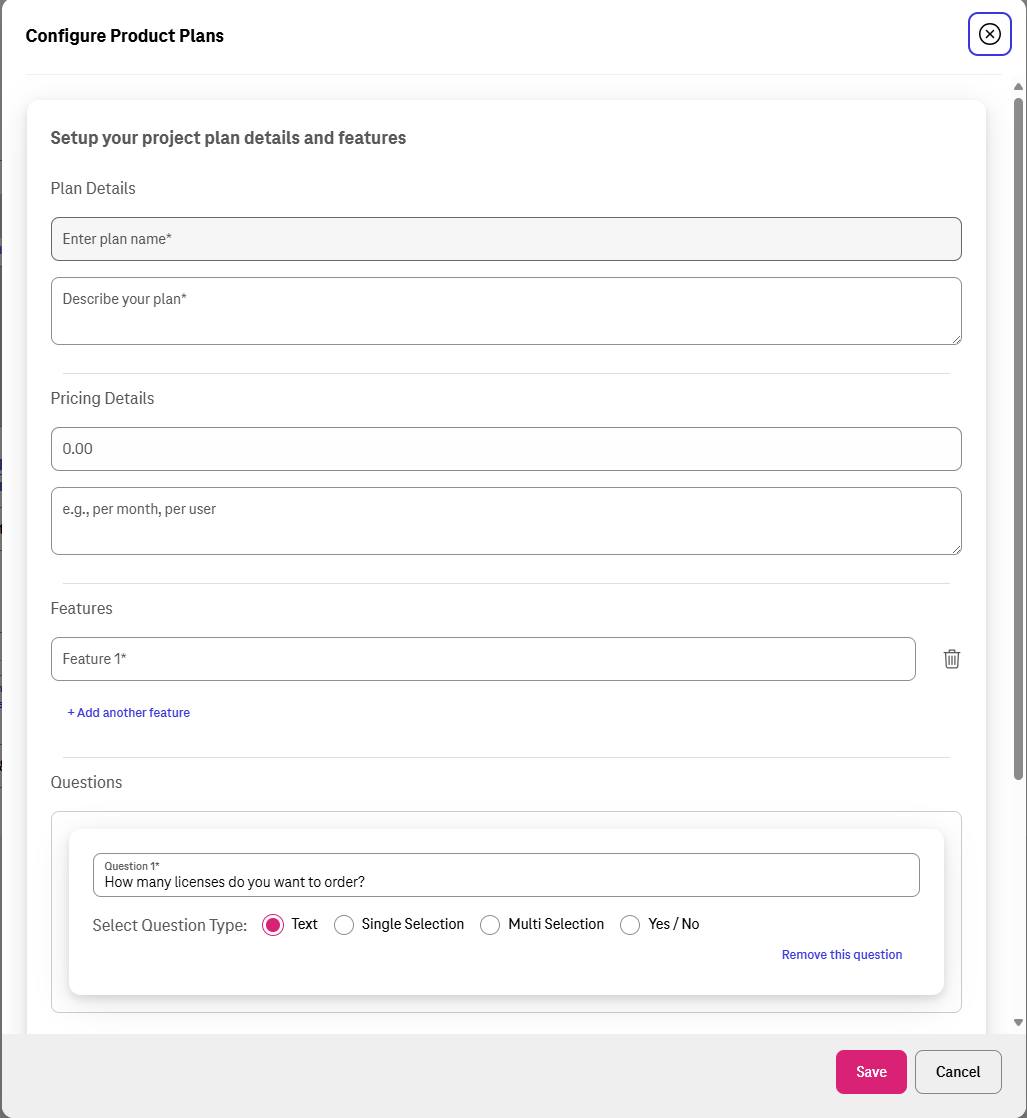 Configure Product Plans
Setup your project plan details and features
Plan Details
Enter plan name*
Describe your plan*
Pricing Details
0.00
e.g., per month, per user
Features
Feature 1*
+ Add another feature
Questions
Question 1*
How many licenses do you want to order?
Select Question Type: Text Single Selection Multi Selection Yes / No
Remove this question
Save Cancel